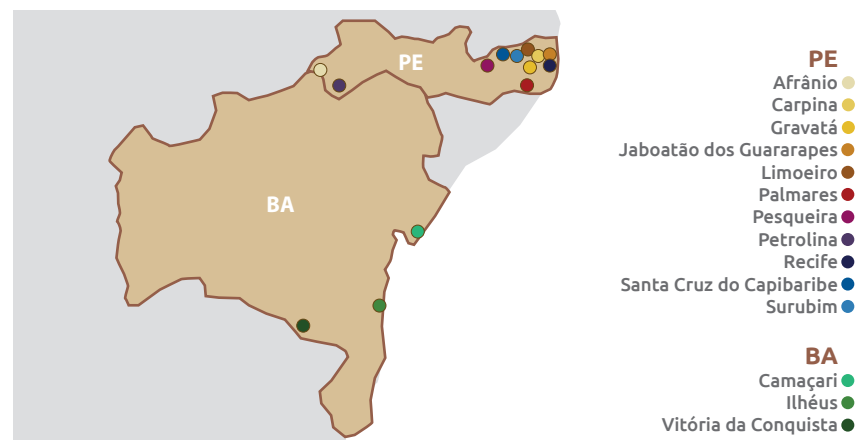 PE
BA
PE
Afrânio
Carpina
Gravatá
Jaboatão dos Guararapes
Limoeiro
Palmares
Pesqueira
Petrolina
Recife
Santa Cruz do Capibaribe
Surubim
BA
Camaçari
Ilhéus
Vitória da Conquista